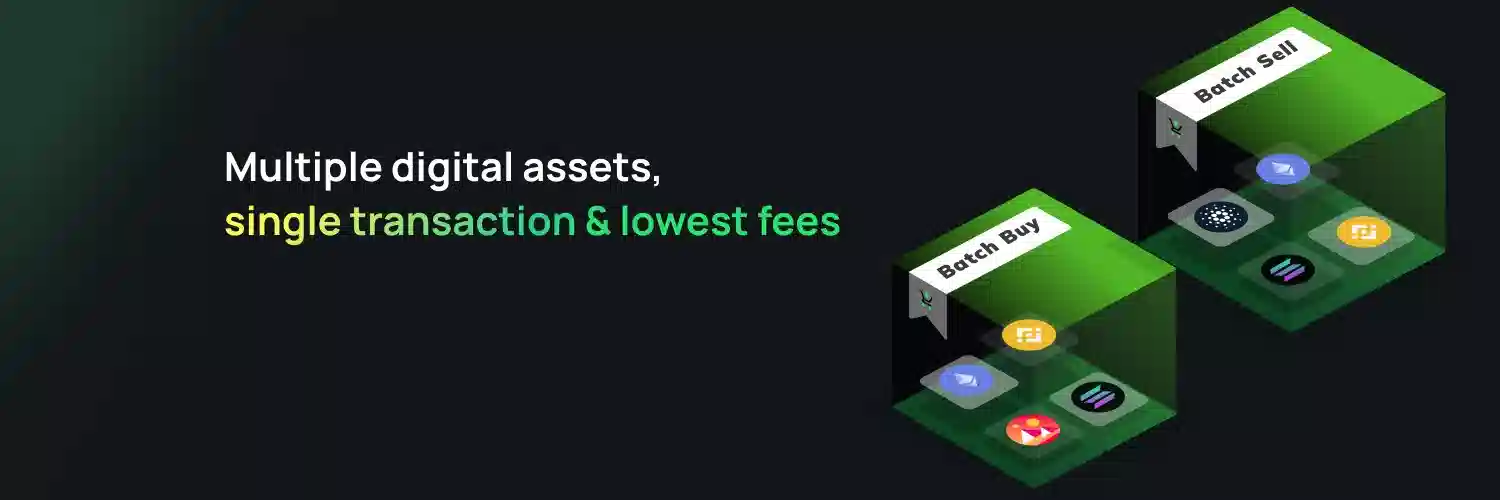 Multiple digital assets,
single transaction & lowest fees
Batch Buy
Batch Sell